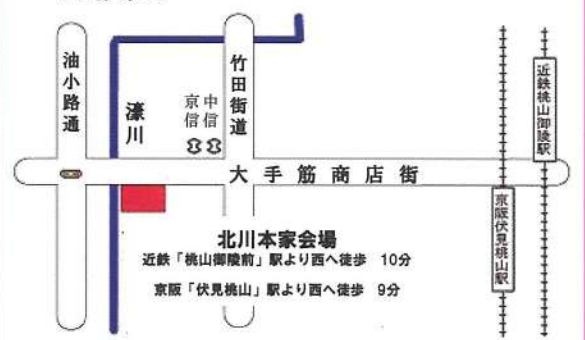 油小路通
濠川
京信
中信
竹田街道
近鉄桃山御陵駅
大手筋商店街
京阪伏見桃山駅
北川本家会場
近鉄「桃山御陵前」駅より西へ徒歩 10分
京阪「伏見桃山」駅より西へ徒歩 9分